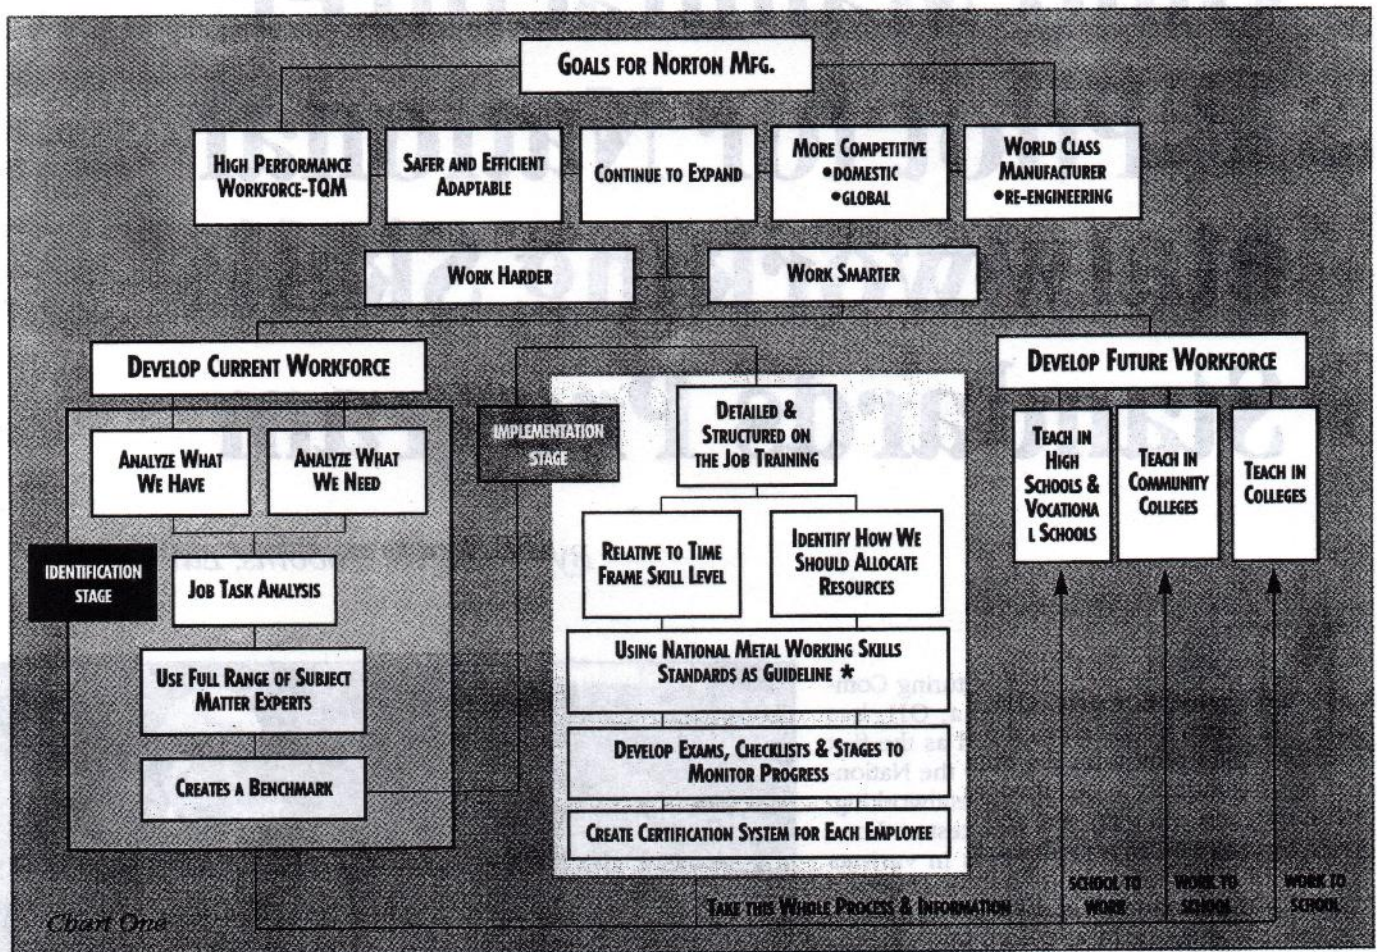 GOALS FOR NORTON MFG.
HIGH PERFORMANCE
WORKFORCE-TQM
SAFER AND EFFICIENT
ADAPTABLE
CONTINUE TO EXPAND
MORE COMPETITIVE
•DOMESTIC
•GLOBAL
WORLD CLASS
MANUFACTURER
•RE-ENGINEERING
WORK HARDER
WORK SMARTER
DEVELOP CURRENT WORKFORCE
ANALYZE WHAT
WE HAVE
ANALYZE WHAT
WE NEED
IDENTIFICATION
STAGE
JOB TASK ANALYSIS
USE FULL RANGE OF SUBJECT
MATTER EXPERTS
CREATES A BENCHMARK
IMPLEMENTATION
STAGE
DETAILED &
STRUCTURED ON
THE JOB TRAINING
RELATIVE TO TIME
FRAME SKILL LEVEL
IDENTIFY HOW WE
SHOULD ALLOCATE
RESOURCES
USING NATIONAL METAL WORKING SKILLS
STANDARDS AS GUIDELINE *
DEVELOP EXAMS, CHECKLISTS & STAGES TO
MONITOR PROGRESS
CREATE CERTIFICATION SYSTEM FOR EACH EMPLOYEE
DEVELOP FUTURE WORKFORCE
TEACH IN
HIGH
SCHOOLS &
VOCATIONA
L SCHOOLS
TEACH IN
COMMUNITY
COLLEGES
TEACH IN
COLLEGES
SCHOOL TO
WORK
WORK TO
SCHOOL
WORK TO
SCHOOL
TAKE THIS WHOLE PROCESS & INFORMATION
Chart One